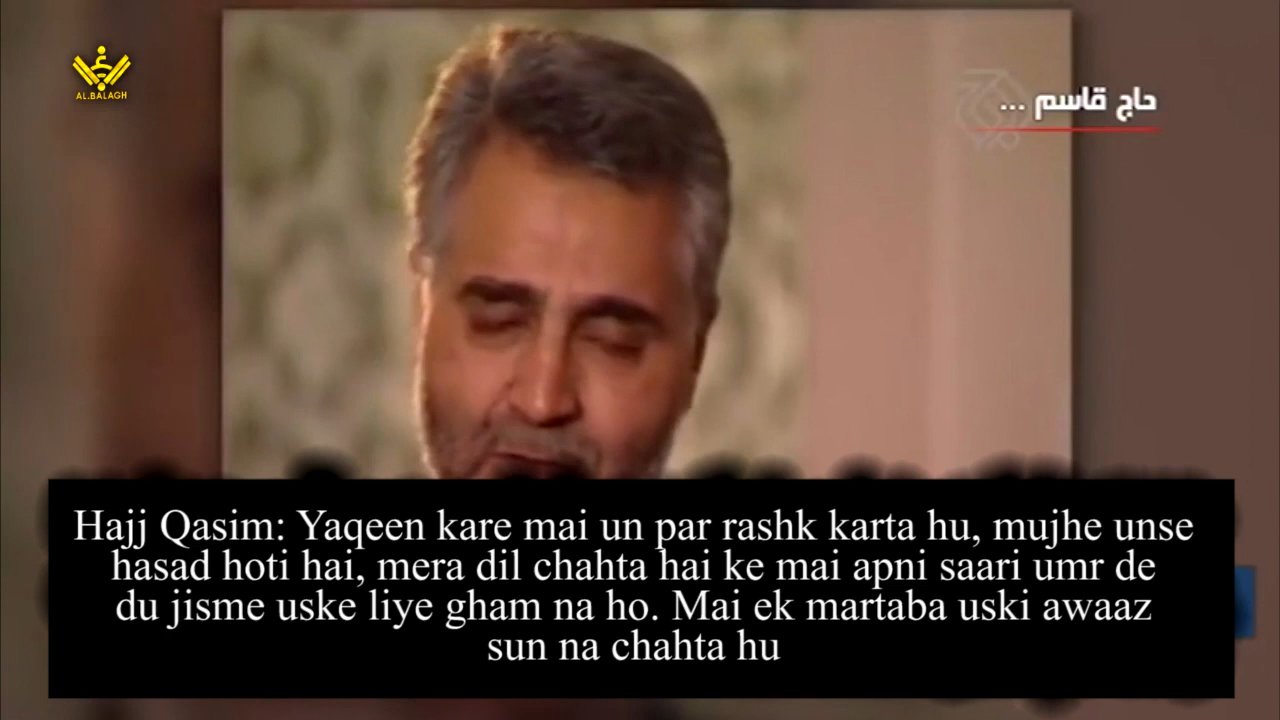 AL.BALAGH
حاج قاسم ...
Hajj Qasim: Yaqeen kare mai un par rashk karta hu, mujhe unse
hasad hoti hai, mera dil chahta hai ke mai apni saari umr de
du jisme uske liye gham na ho. Mai ek martaba uski awaaz
sun na chahta hu